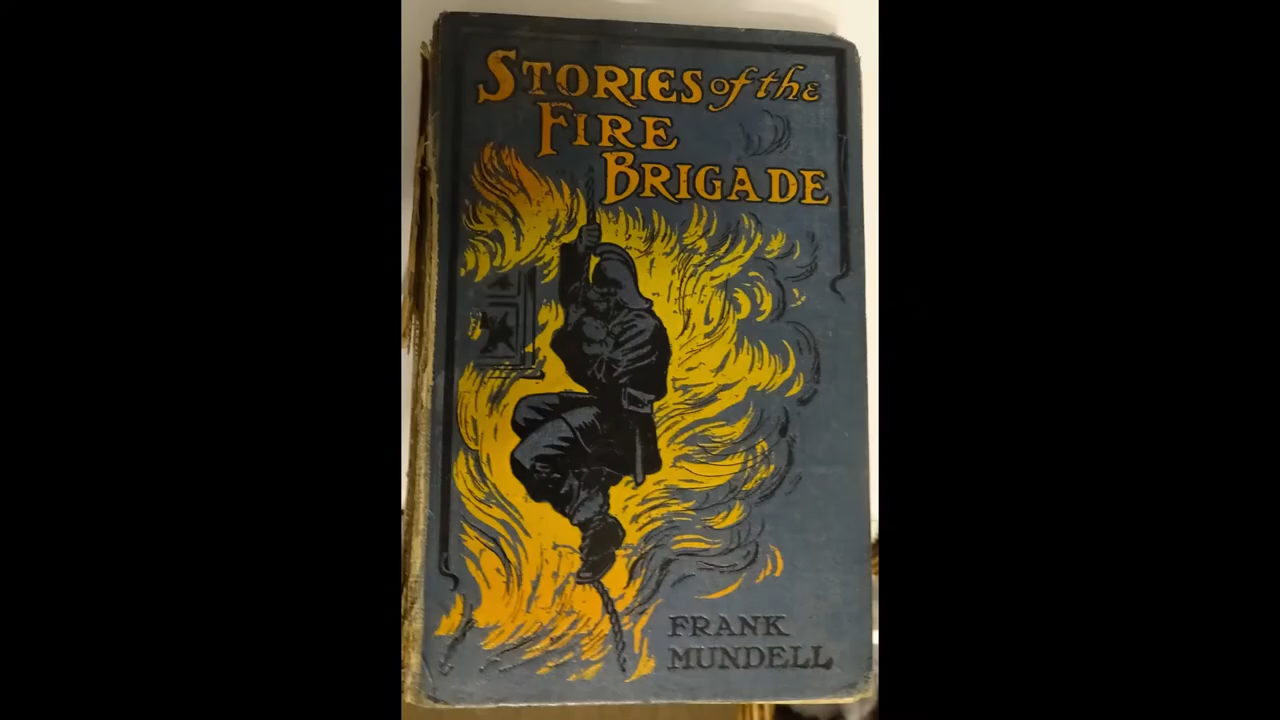 STORIES of the
FIRE
BRIGADE
FRANK
MUNDELL